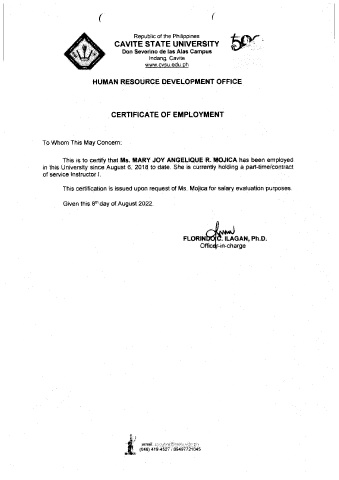 Republic of the Philippines
CAVITE STATE UNIVERSITY
Don Severino de las Alas Campus
Indang, Cavite
www.cvsu.edu.ph
HUMAN RESOURCE DEVELOPMENT OFFICE
CERTIFICATE OF EMPLOYMENT
To Whom This May Concern:
This is to certify that Ms. MARY JOY ANGELIQUE R. MOJICA has been employed
in this University since August 6, 2018 to date. She is currently holding a part-time/contract
of service Instructor I.
This certification is issued upon request of Ms. Mojica for salary evaluation purposes.
Given this 8th day of August 2022.
FLORINDO C. ILAGAN, Ph.D.
Officer-in-charge
email:
(046) 419-4527 / 09497721045